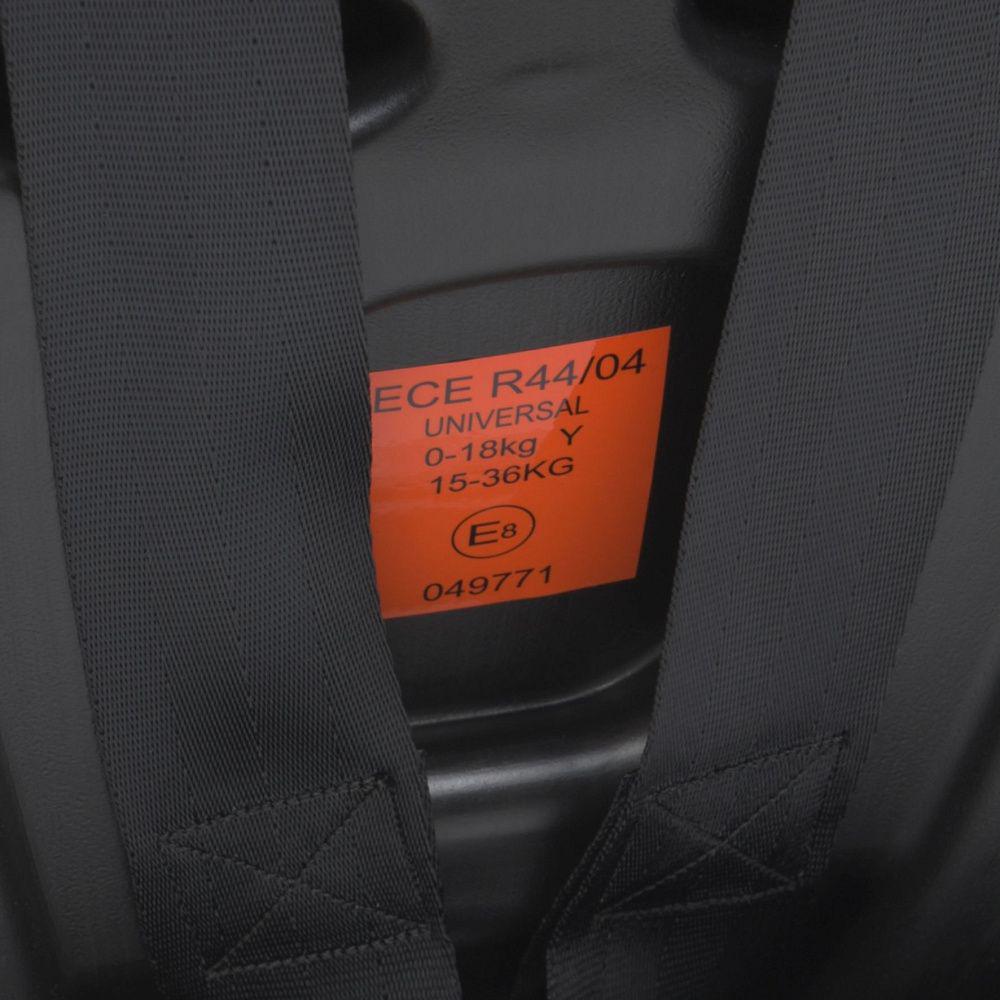 ECE R44/04
UNIVERSAL
0-18kg Y
15-36KG
E8
049771